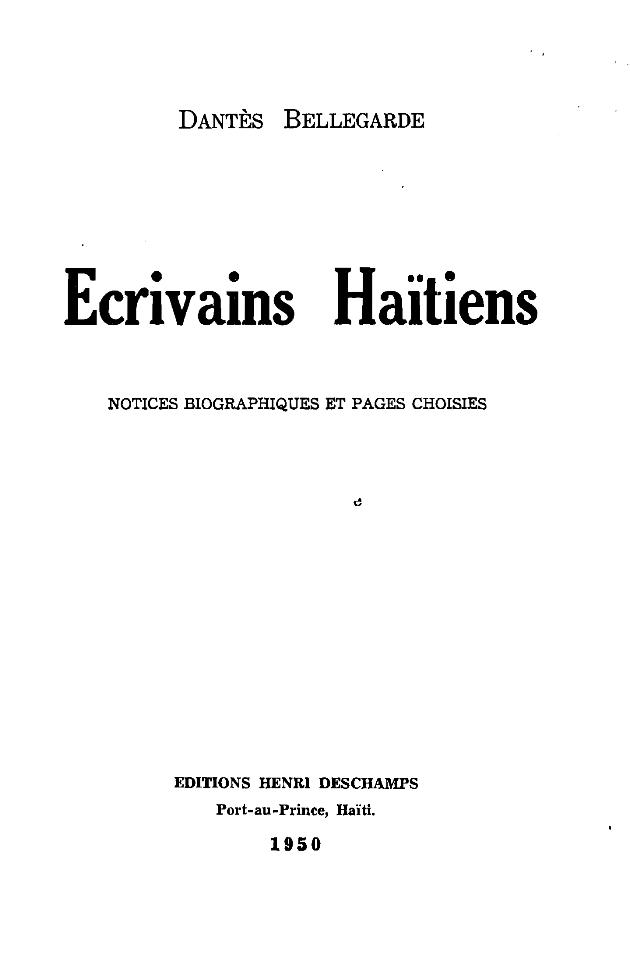 DANTÈS BELLEGARDE
Ecrivains Haïtiens
NOTICES BIOGRAPHIQUES ET PAGES CHOISIES
EDITIONS HENRI DESCHAMPS
Port-au-Prince, Haïti.
1950